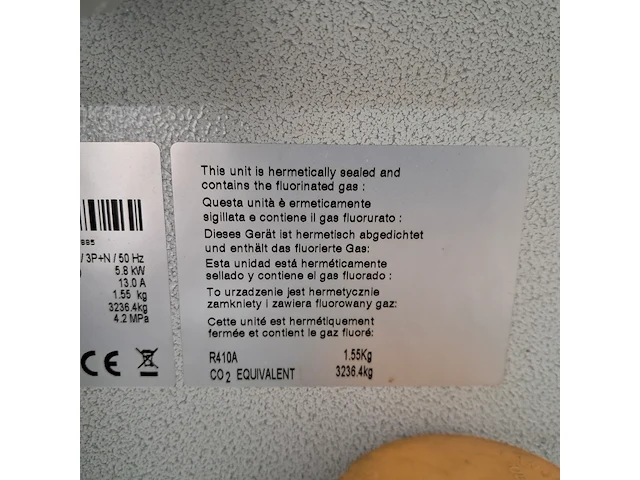 985
/ 3P+N / 50 Hz
5.8 kW
13.0 A
1.55 kg
3236.4kg
4.2 MPa
CE
This unit is hermetically sealed and
contains the fluorinated gas :
Questa unità è ermeticamente
sigillata e contiene il gas fluorurato :
Dieses Gerät ist hermetisch abgedichtet
und enthält das fluorierte Gas:
Esta unidad está herméticamente
sellado y contiene el gas fluorado :
To urzadzenie jest hermetycznie
zamknięty i zawiera fluorowany gaz:
Cette unité est hermétiquement
fermée et contient le gaz fluoré:
R410A 1.55Kg
CO2 EQUIVALENT 3236.4kg